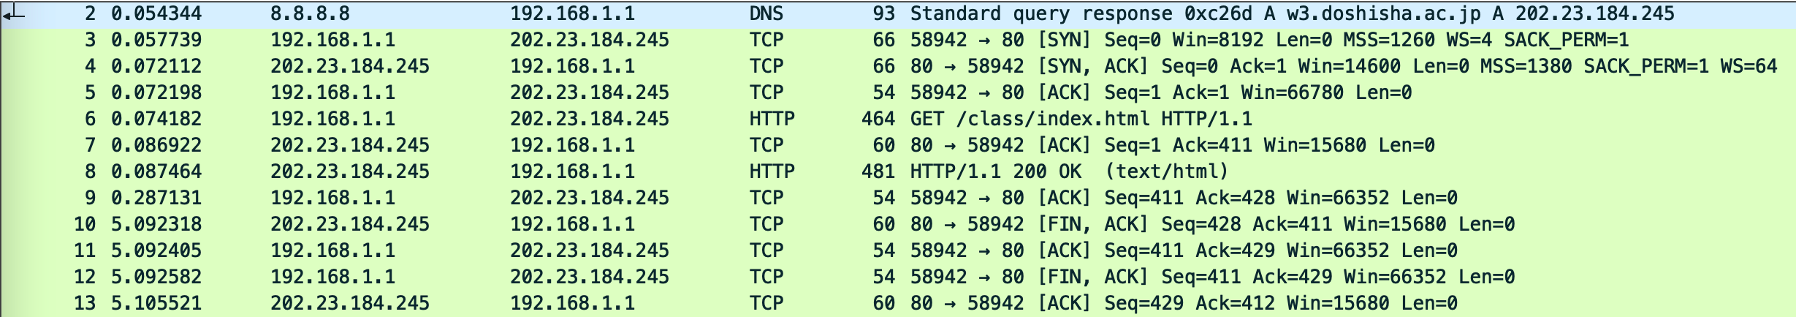 2 0.054344 8.8.8.8 192.168.1.1 DNS 93 Standard query response 0xc26d A w3.doshisha.ac.jp A 202.23.184.245
3 0.057739 192.168.1.1 202.23.184.245 TCP 66 58942 → 80 [SYN] Seq=0 Win=8192 Len=0 MSS=1260 WS=4 SACK_PERM=1
4 0.072112 202.23.184.245 192.168.1.1 TCP 66 80 → 58942 [SYN, ACK] Seq=0 Ack=1 Win=14600 Len=0 MSS=1380 SACK_PERM=1 WS=64
5 0.072198 192.168.1.1 202.23.184.245 TCP 54 58942 → 80 [ACK] Seq=1 Ack=1 Win=66780 Len=0
6 0.074182 192.168.1.1 202.23.184.245 HTTP 464 GET /class/index.html HTTP/1.1
7 0.086922 202.23.184.245 192.168.1.1 TCP 60 80 → 58942 [ACK] Seq=1 Ack=411 Win=15680 Len=0
8 0.087464 202.23.184.245 192.168.1.1 HTTP 481 HTTP/1.1 200 OK (text/html)
9 0.287131 192.168.1.1 202.23.184.245 TCP 54 58942 → 80 [ACK] Seq=411 Ack=428 Win=66352 Len=0
10 5.092318 202.23.184.245 192.168.1.1 TCP 60 80 → 58942 [FIN, ACK] Seq=428 Ack=411 Win=15680 Len=0
11 5.092405 192.168.1.1 202.23.184.245 TCP 54 58942 → 80 [ACK] Seq=411 Ack=429 Win=66352 Len=0
12 5.092582 192.168.1.1 202.23.184.245 TCP 54 58942 → 80 [FIN, ACK] Seq=411 Ack=429 Win=66352 Len=0
13 5.105521 202.23.184.245 192.168.1.1 TCP 60 80 → 58942 [ACK] Seq=429 Ack=412 Win=15680 Len=0